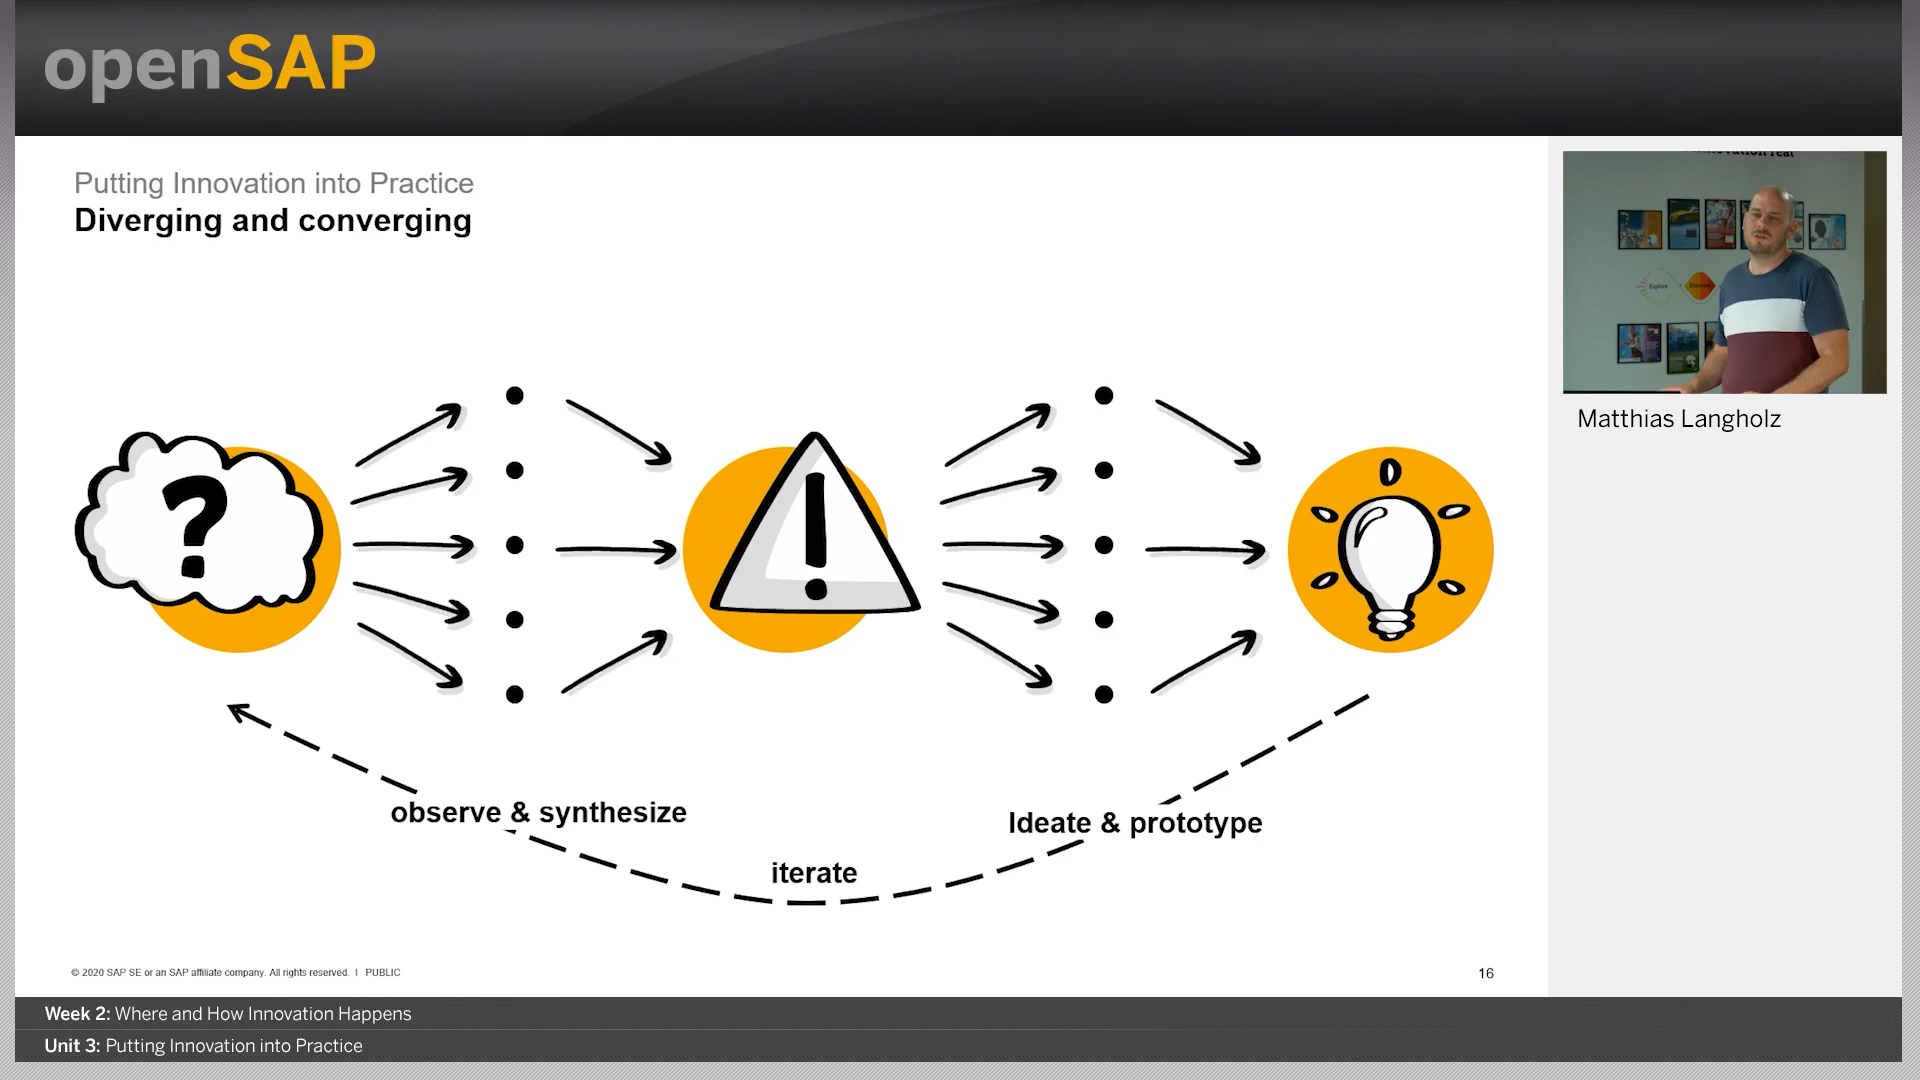 openSAP
Putting Innovation into Practice
Diverging and converging
?
!
observe & synthesize
Ideate & prototype
iterate
© 2020 SAP SE or an SAP affiliate company. All rights reserved. I PUBLIC
16
Explore
Matthias Langholz
Week 2: Where and How Innovation Happens
Unit 3: Putting Innovation into Practice